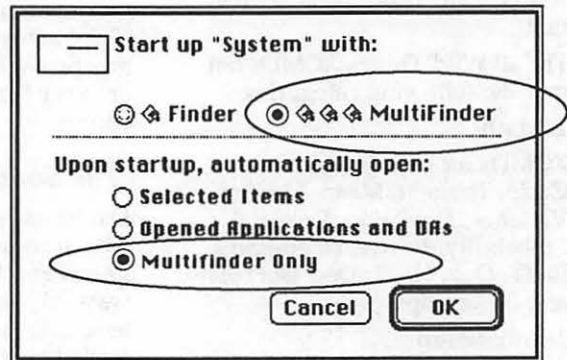 Start up "System" with:
Finder MultiFinder
Upon startup, automatically open:
Selected Items
Opened Applications and DAs
Multifinder Only
Cancel OK